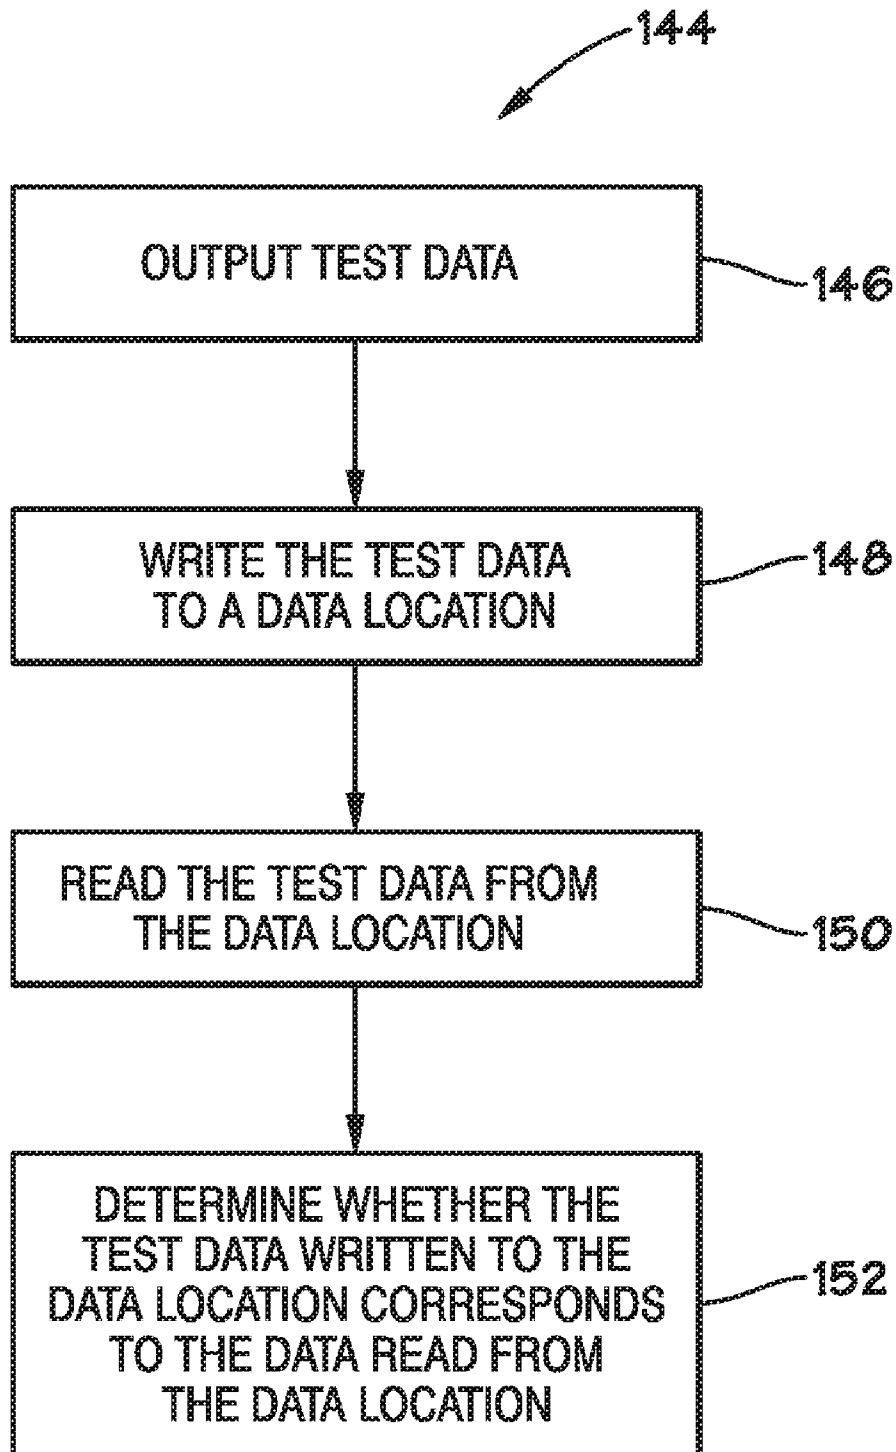 144
OUTPUT TEST DATA
146
WRITE THE TEST DATA
TO A DATA LOCATION
148
READ THE TEST DATA FROM
THE DATA LOCATION
150
DETERMINE WHETHER THE
TEST DATA WRITTEN TO THE
DATA LOCATION CORRESPONDS
TO THE DATA READ FROM
THE DATA LOCATION
152